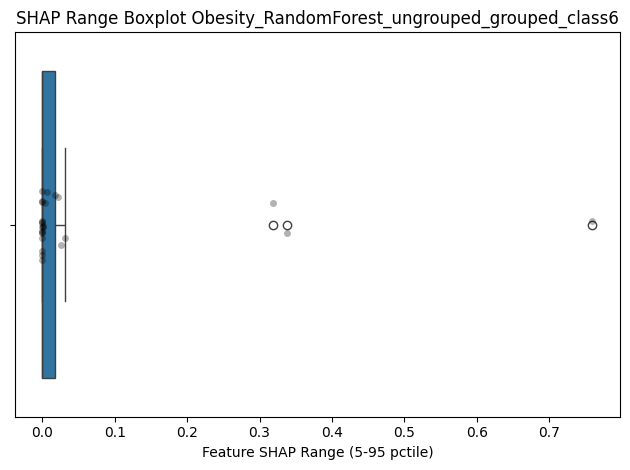 SHAP Range Boxplot Obesity_RandomForest_ungrouped_grouped_class6
0.0 0.1 0.2 0.3 0.4 0.5 0.6 0.7
Feature SHAP Range (5-95 pctile)